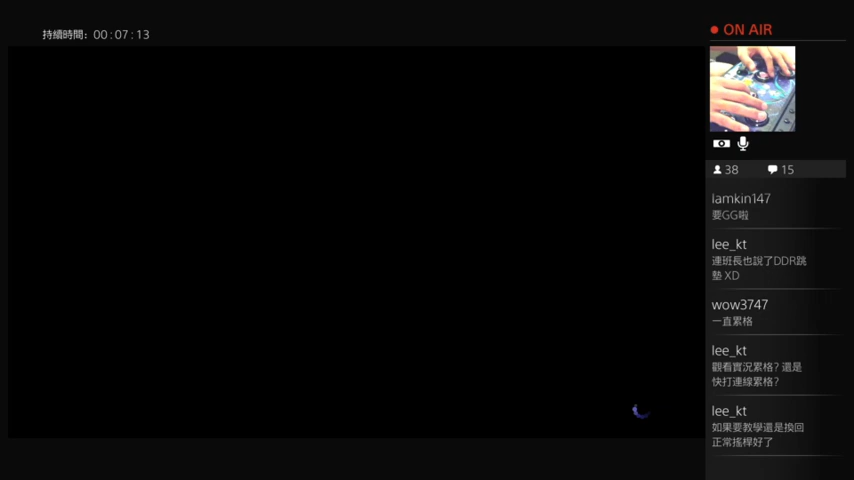 持續時間: 00:07:13
ON AIR
38 15
lamkin147
要GG啦
lee_kt
連班長也說了DDR跳
墊 XD
wow3747
一直累格
lee_kt
觀看實況累格? 還是
快打連線累格?
lee_kt
如果要教學還是換回
正常搖桿好了